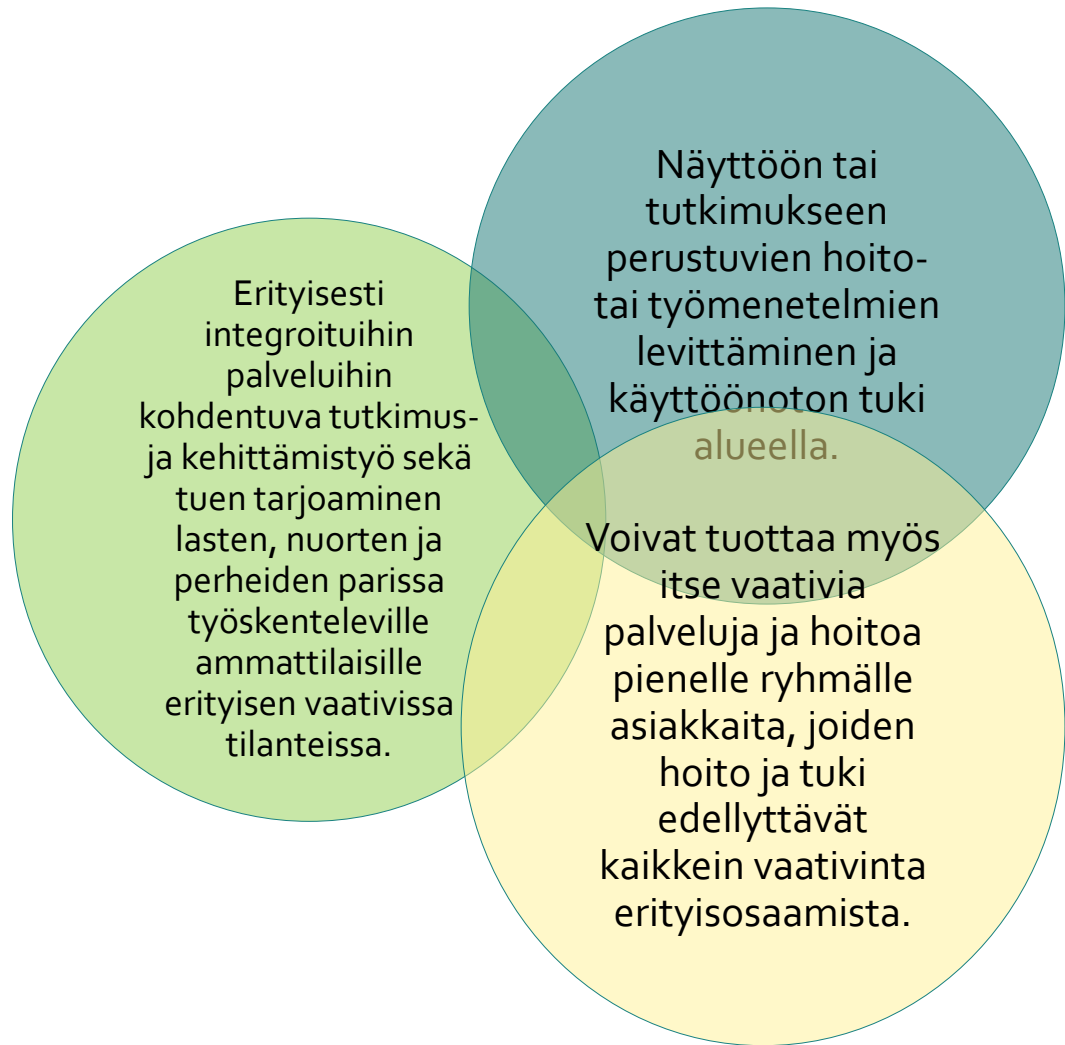 Erityisesti
integroituihin
palveluihin
kohdentuva tutkimus-
ja kehittämistyö sekä
tuen tarjoaminen
lasten, nuorten ja
perheiden parissa
työskenteleville
ammattilaisille
erityisen vaativissa
tilanteissa.
Näyttöön tai
tutkimukseen
perustuvien hoito-
tai työmenetelmien
levittäminen ja
käyttöönoton tuki
alueella.
Voivat tuottaa myös
itse vaativia
palveluja ja hoitoa
pienelle ryhmälle
asiakkaita, joiden
hoito ja tuki
edellyttävät
kaikkein vaativinta
erityisosaamista.